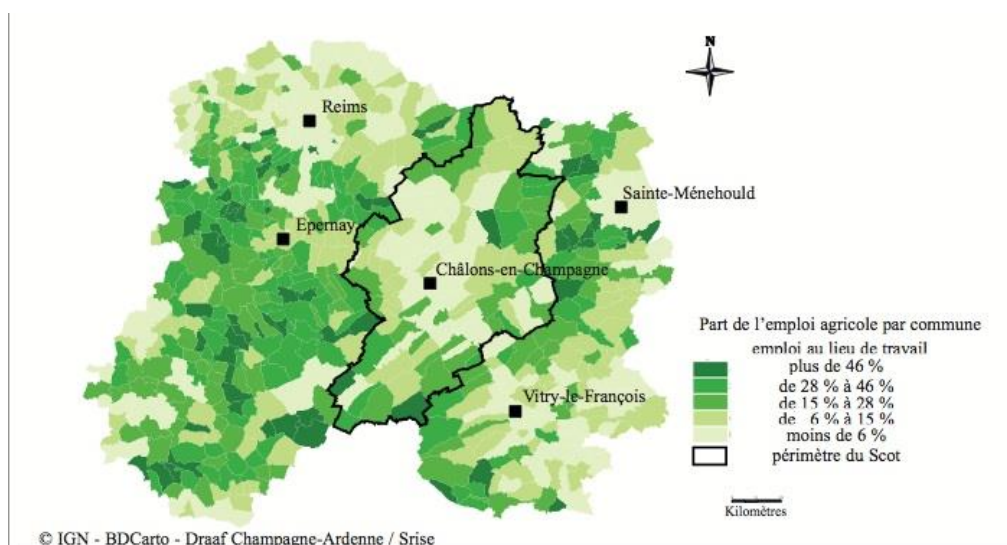 N
Reims
Sainte-Ménehould
Epernay
Châlons-en-Champagne
Part de l'emploi agricole par commune
emploi au lieu de travail
plus de 46 %
de 28 % à 46 %
de 15 % à 28 %
de 6 % à 15 %
moins de 6 %
périmètre du Scot
Vitry-le-François
Kilomètres
© IGN - BDCarto - Draaf Champagne-Ardenne / Srise